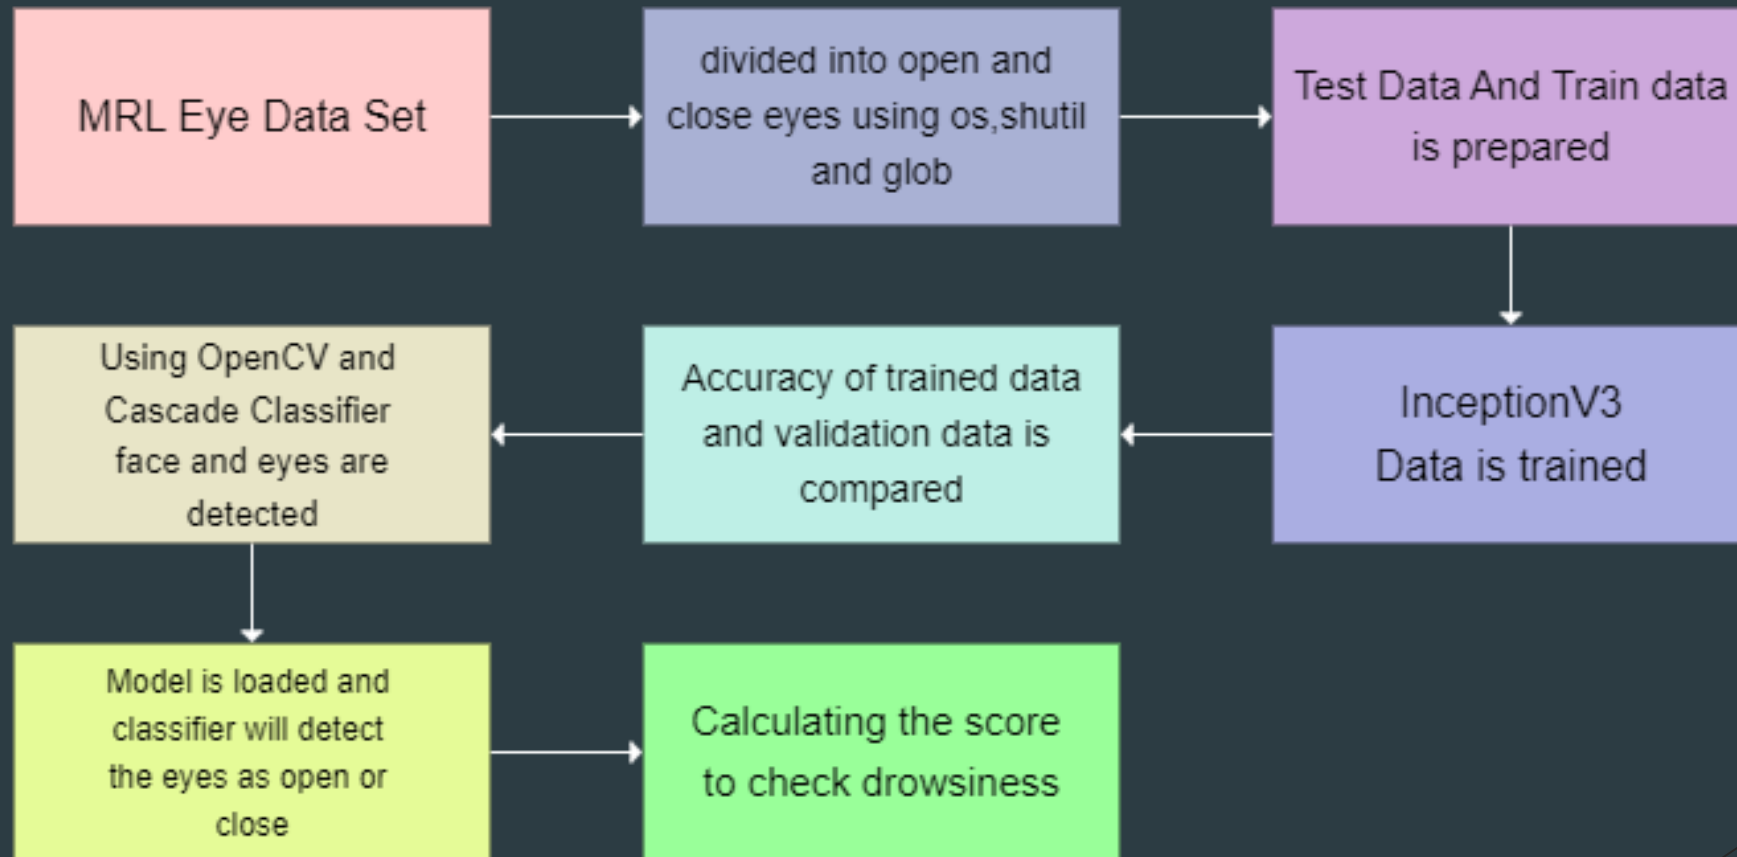 MRL Eye Data Set
divided into open and
close eyes using os,shutil
and glob
Test Data And Train data
is prepared
InceptionV3
Data is trained
Accuracy of trained data
and validation data is
compared
Using OpenCV and
Cascade Classifier
face and eyes are
detected
Model is loaded and
classifier will detect
the eyes as open or
close
Calculating the score
to check drowsiness